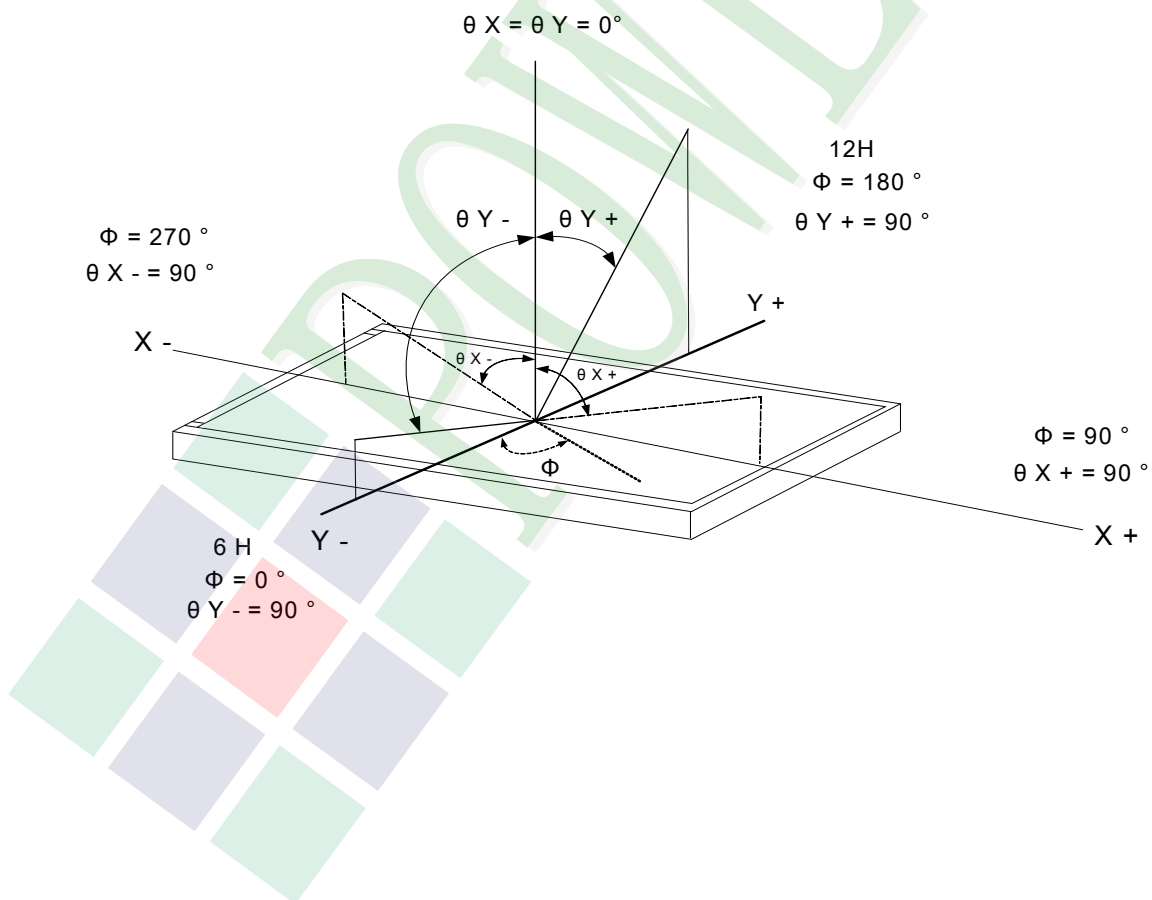 θ X = θ Y = 0°
12H
Φ = 180 °
θ Y + = 90 °
θ Y - θ Y +
Φ = 270 °
θ X - = 90 °
Y +
X -
θ X - θ X +
Φ = 90 °
θ X + = 90 °
Φ
X +
Y -
6 H
Φ = 0 °
θ Y - = 90 °